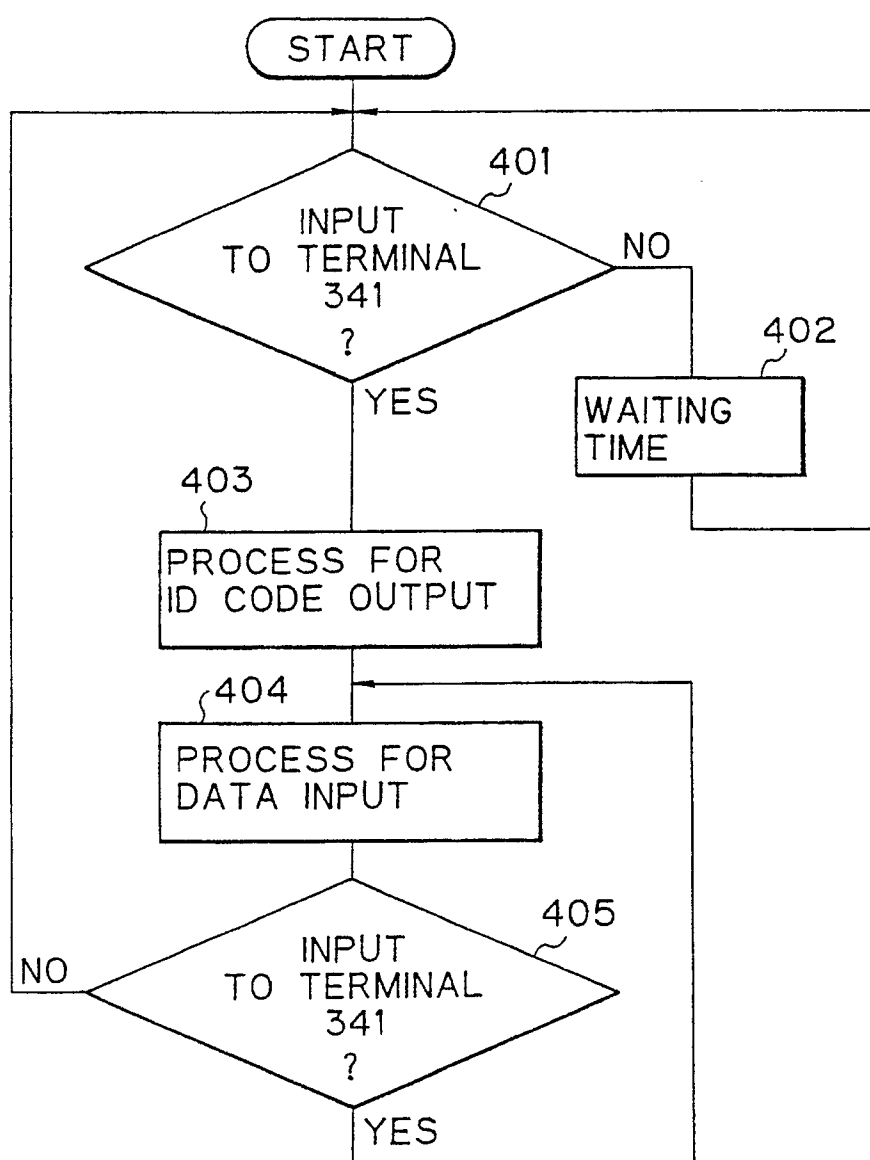 START
401
INPUT
TO TERMINAL
341
?
NO
YES
402
WAITING
TIME
403
PROCESS FOR
ID CODE OUTPUT
404
PROCESS FOR
DATA INPUT
405
INPUT
TO TERMINAL
341
?
NO
YES